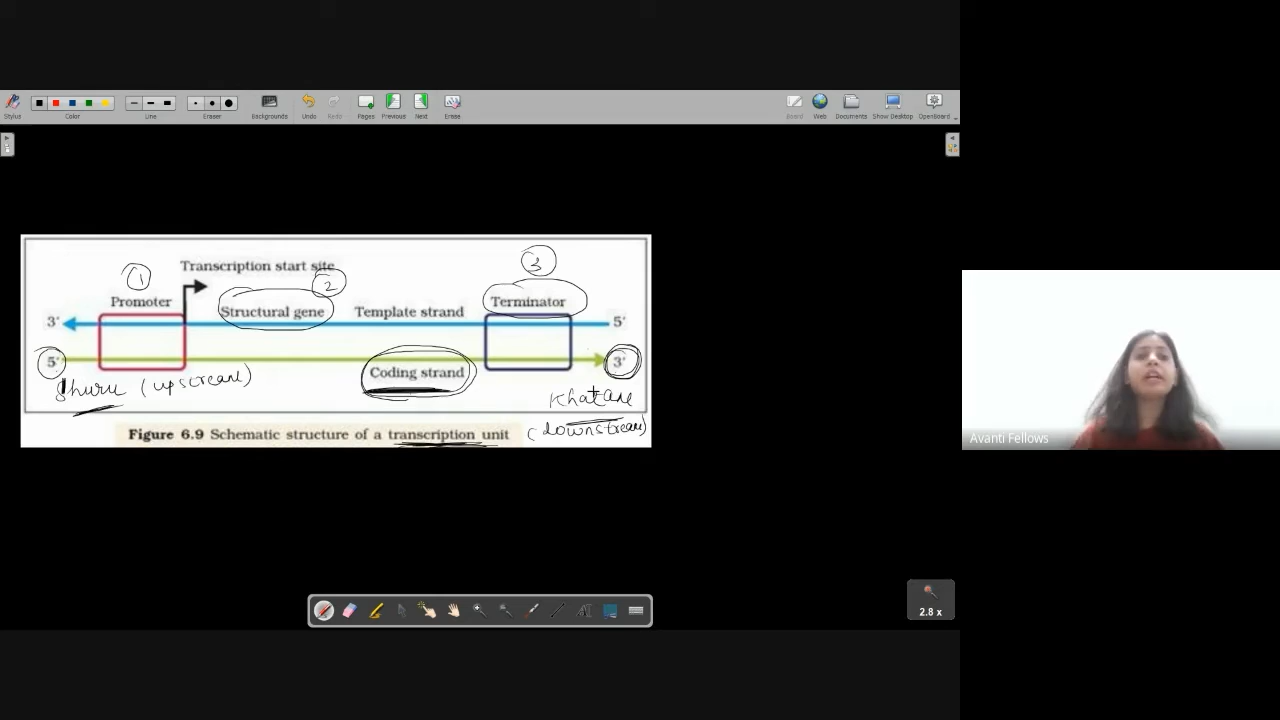 Stylus Color Line Eraser Backgrounds Undo Redo Pages Previous Next Erase Board Web Documents Show Desktop OpenBoard
① ② ③
Transcription start site
Promoter Structural gene Template strand Terminator
3' 5'
5' 3'
Coding strand
Shuru (upscream) Khatam
(downstream)
Figure 6.9 Schematic structure of a transcription unit
Avanti Fellows
2.8 x